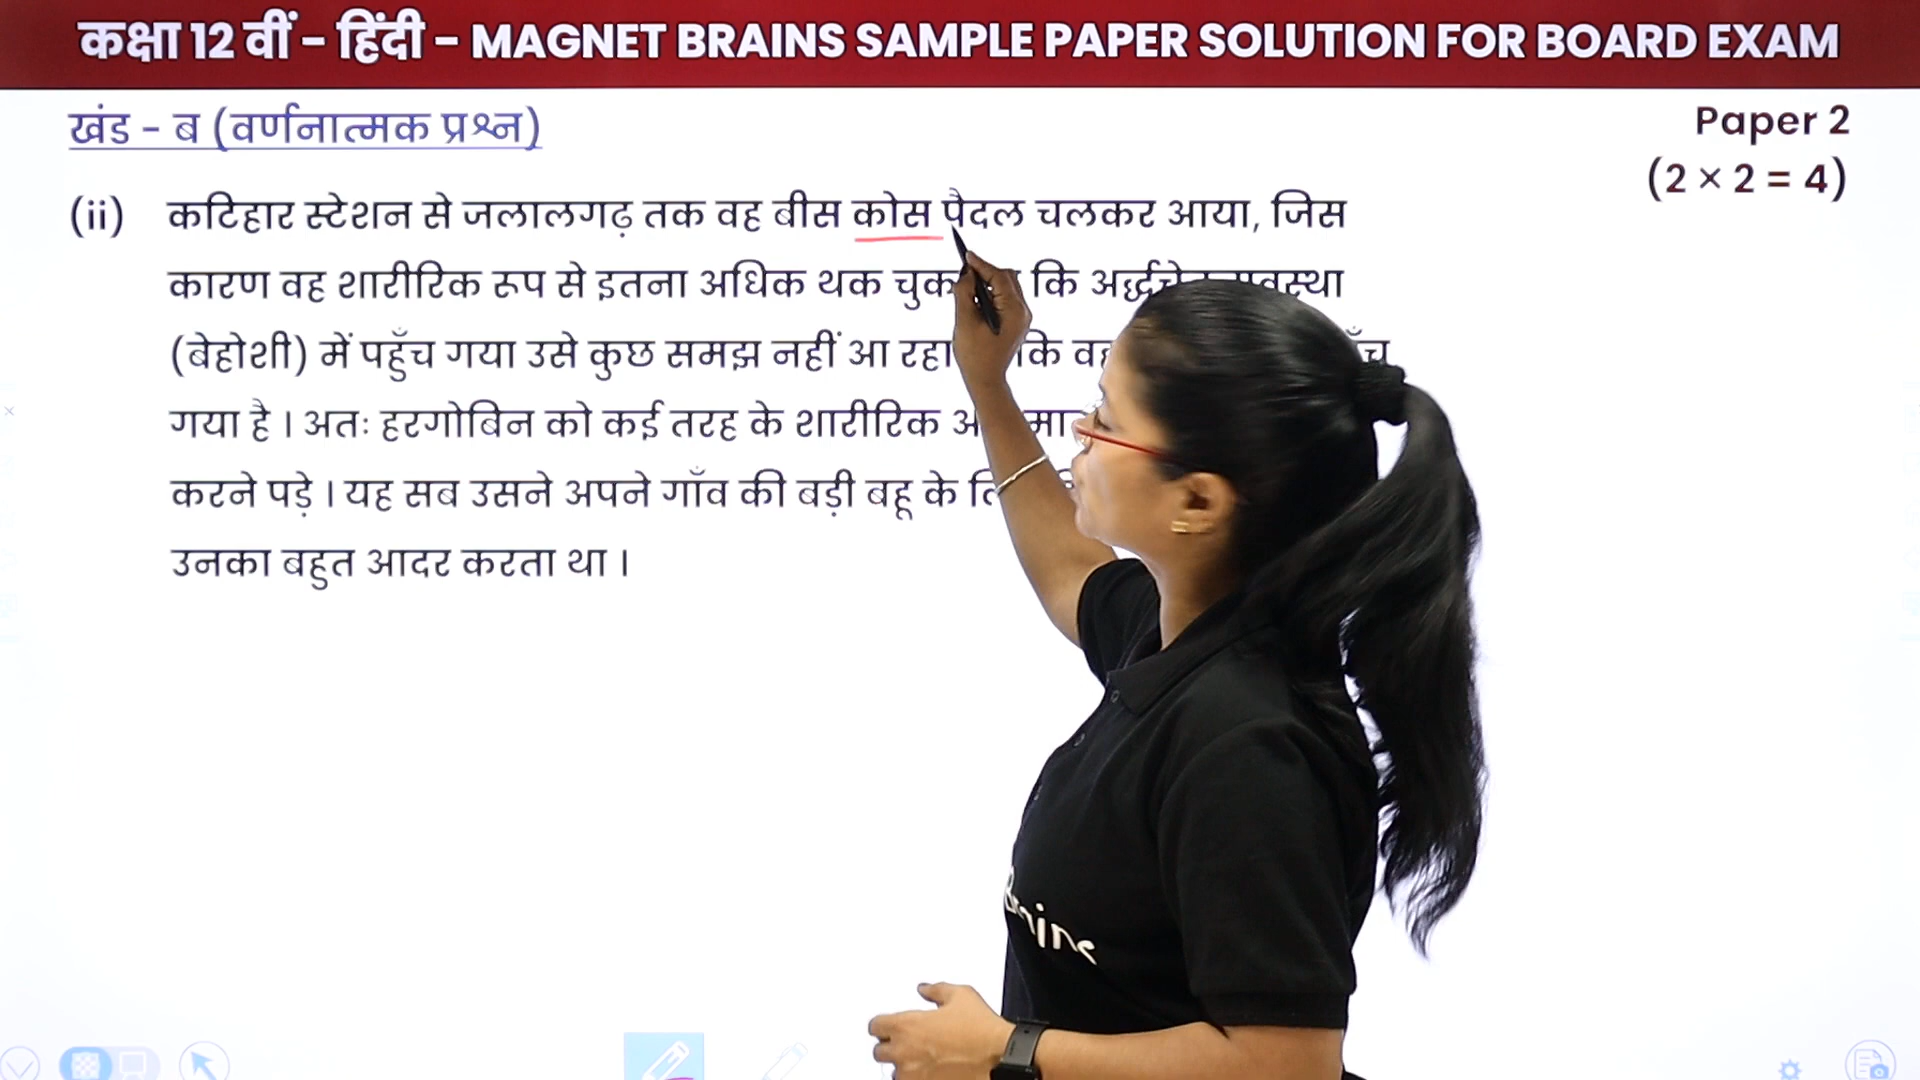 कक्षा 12 वीं - हिंदी - MAGNET BRAINS SAMPLE PAPER SOLUTION FOR BOARD EXAM
खंड - ब (वर्णनात्मक प्रश्न)
Paper 2
(2 × 2 = 4)
(ii) कटिहार स्टेशन से जलालगढ़ तक वह बीस कोस पैदल चलकर आया, जिस
कारण वह शारीरिक रूप से इतना अधिक थक कि
(बेहोशी) में पहुँच गया उसे कुछ समझ नहीं आ रहा कि
गया है । अतः हरगोबिन को कई तरह के शारीरिक
करने पड़े । यह सब उसने अपने गाँव की बड़ी बहू के
उनका बहुत आदर करता था ।